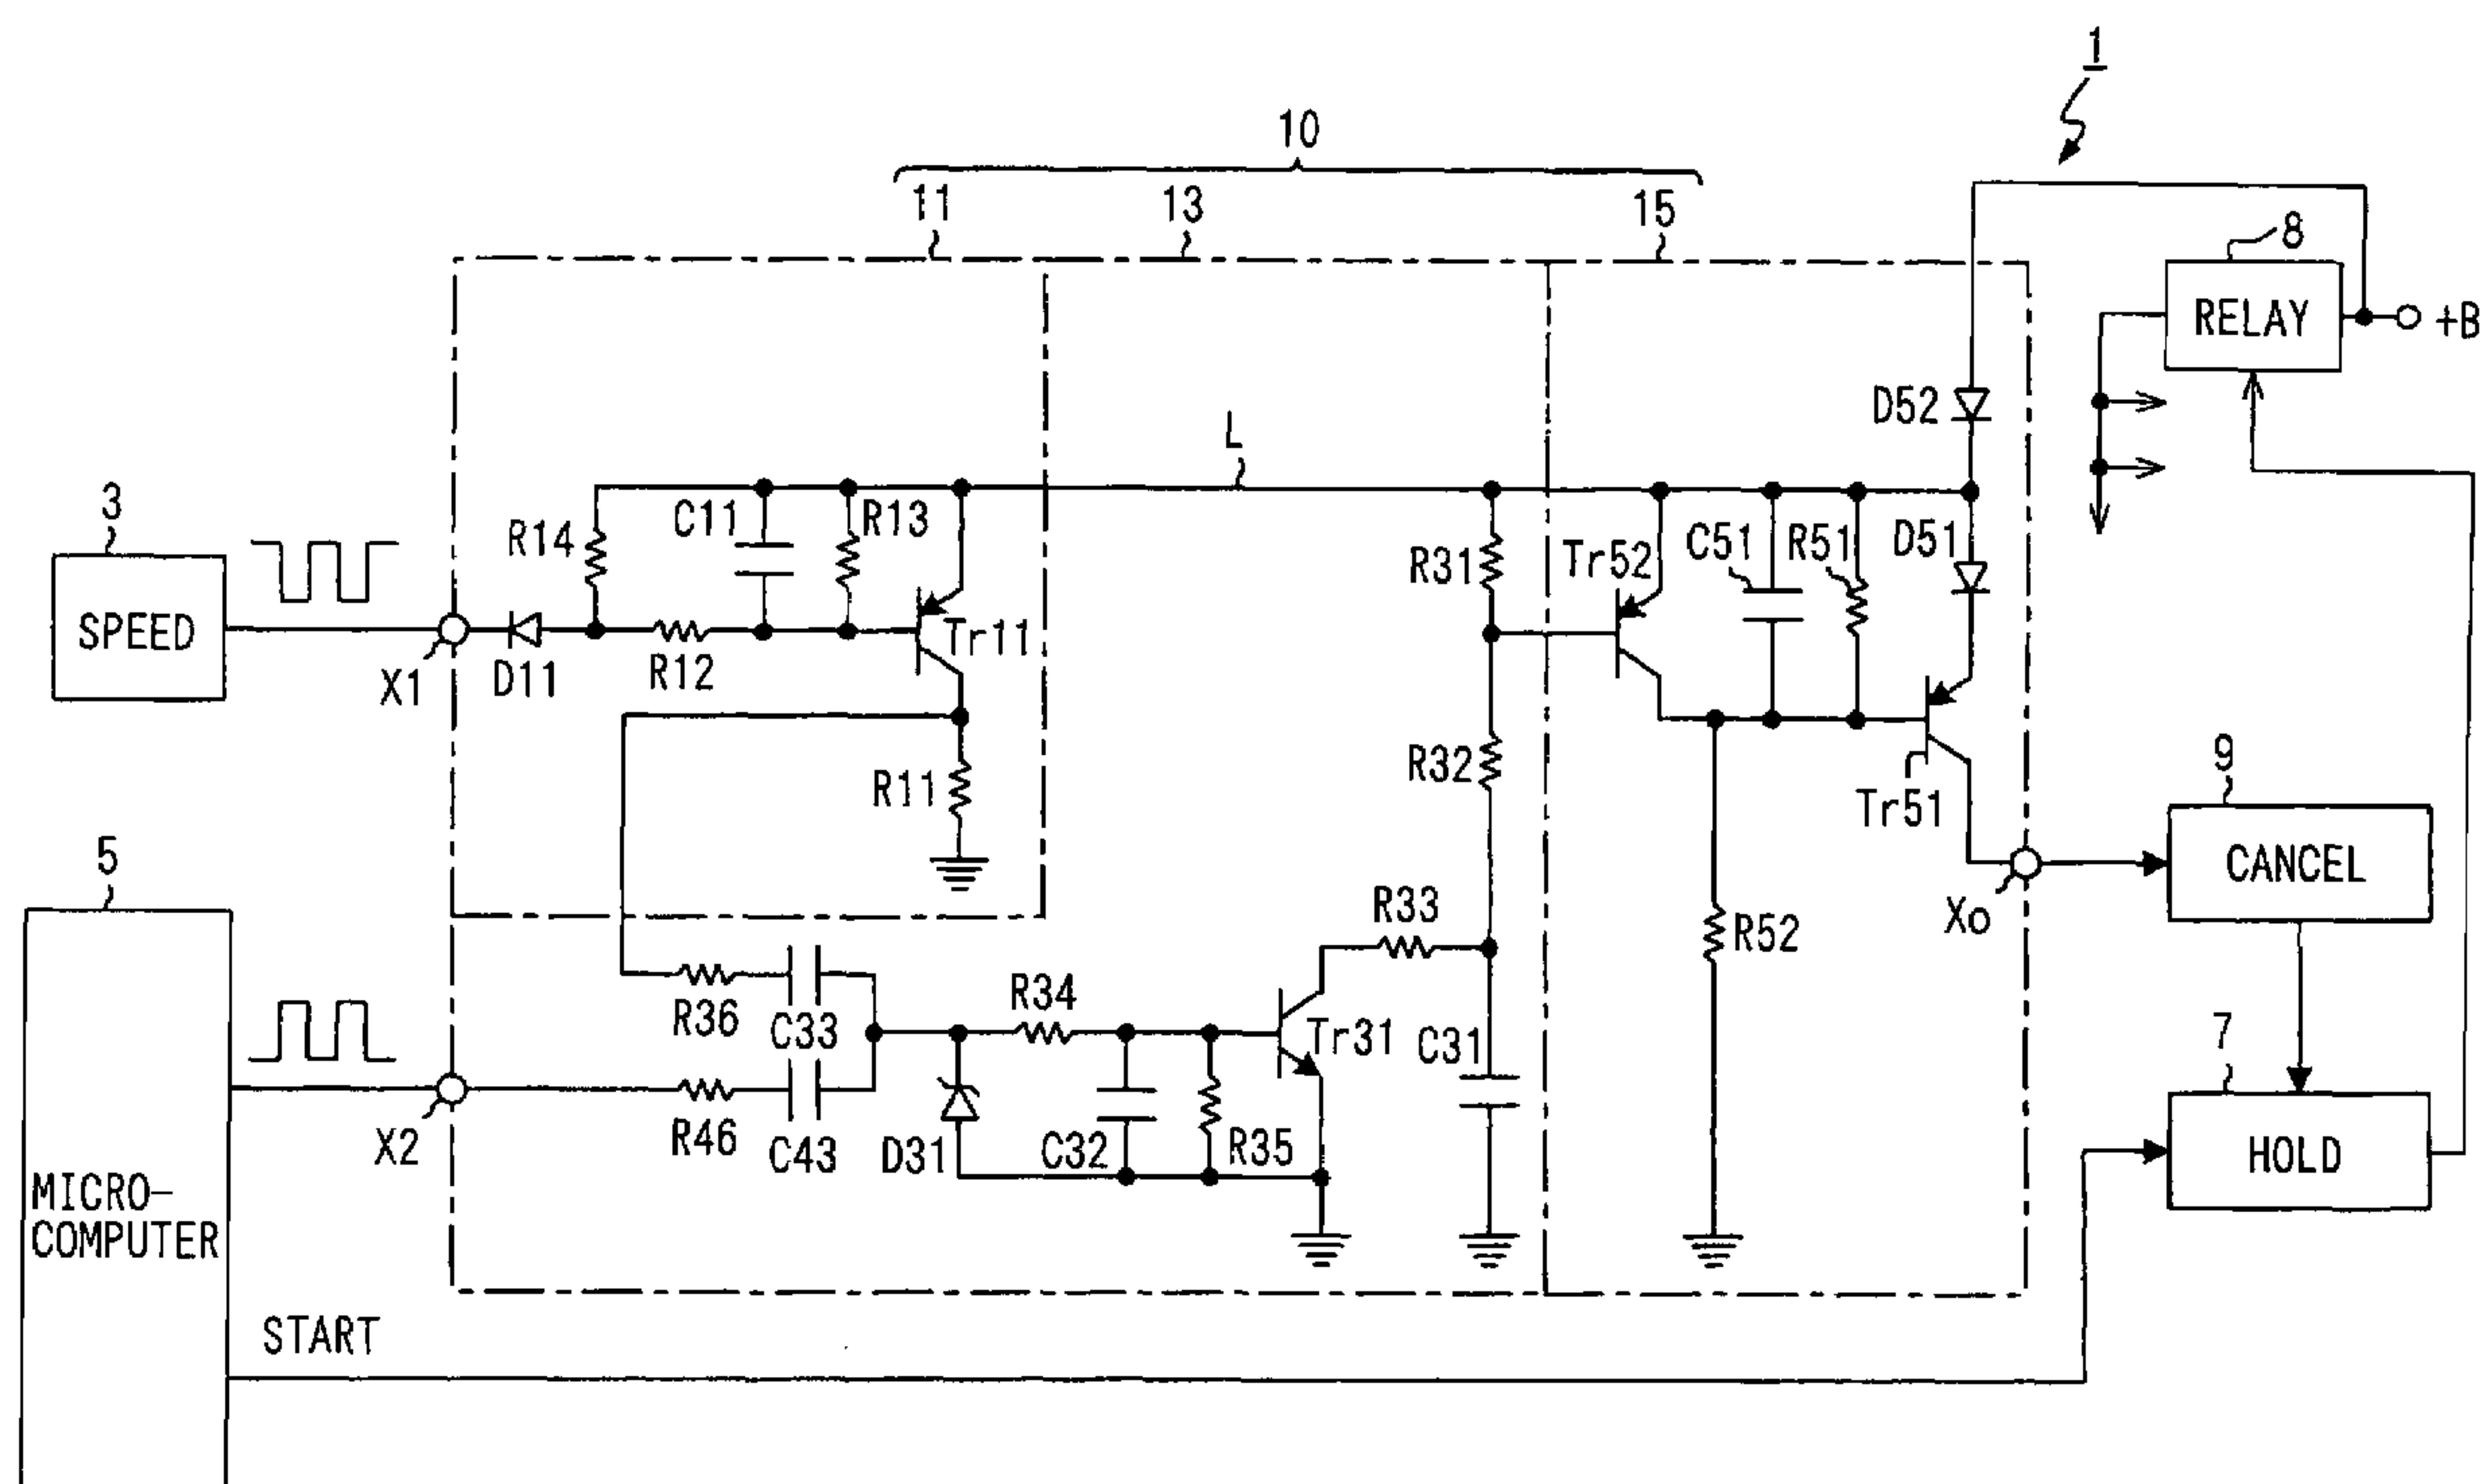 1
10
11
13
15
8
RELAY
+B
D52
L
3
R14
C11
R13
R31
Tr52
C51
R51
D51
SPEED
X1
D11
R12
Tr11
R32
R11
Tr51
9
CANCEL
5
Xo
R33
R52
R36
C33
R34
Tr31
C31
7
X2
R46
C43
D31
C32
R35
HOLD
MICRO-
COMPUTER
START